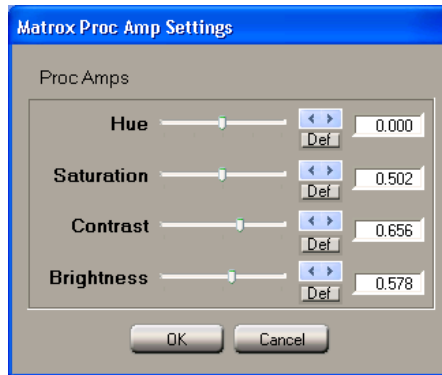 Matrox Proc Amp Settings
Proc Amps
Hue
Def
0.000
Saturation
Def
0.502
Contrast
Def
0.656
Brightness
Def
0.578
OK
Cancel